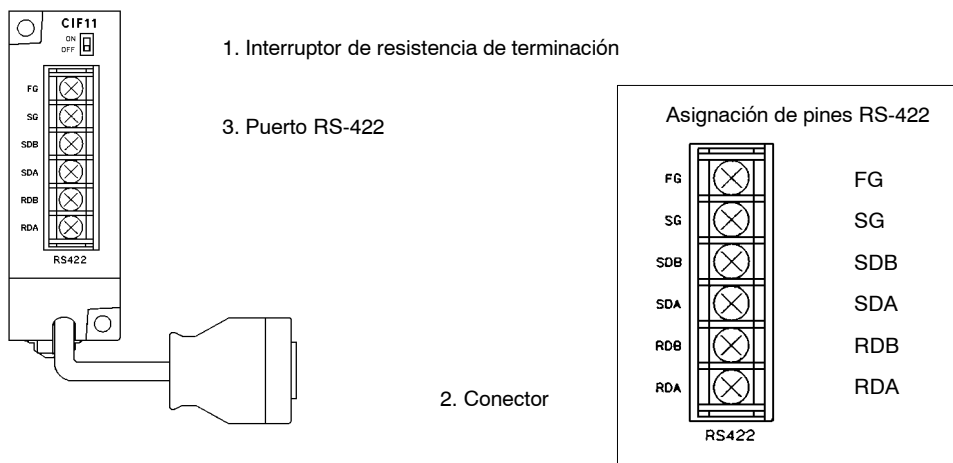 CIF11
ON
OFF
FG
SG
SDB
SDA
RDB
RDA
RS422
1. Interruptor de resistencia de terminación
3. Puerto RS-422
2. Conector
Asignación de pines RS-422
FG FG
SG SG
SDB SDB
SDA SDA
RDB RDB
RDA RDA
RS422